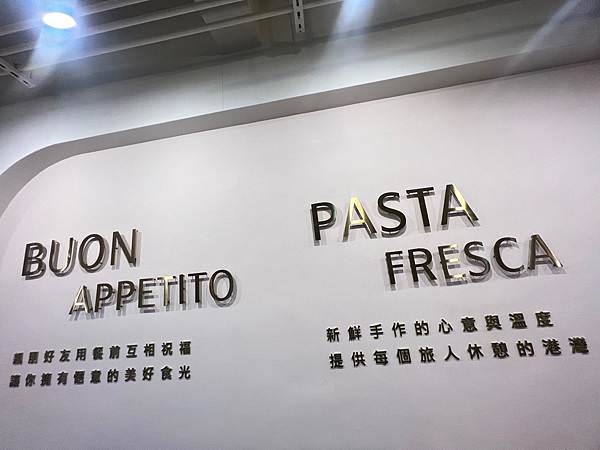 BUON
APPETITO
親朋好友用餐前互相祝福
讓你擁有愜意的美好食光
PASTA
FRESCA
新鮮手作的心意與溫度
提供每個旅人休憩的港灣